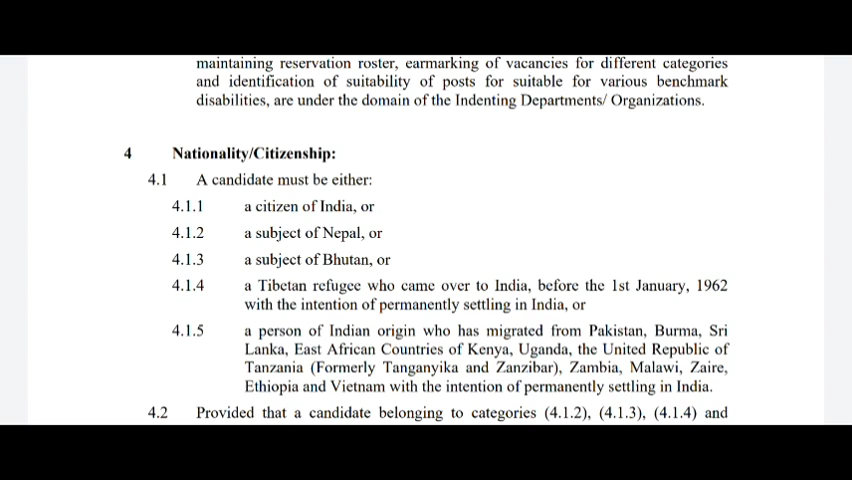 maintaining reservation roster, earmarking of vacancies for different categories
and identification of suitability of posts for suitable for various benchmark
disabilities, are under the domain of the Indenting Departments/ Organizations.
4 Nationality/Citizenship:
4.1 A candidate must be either:
4.1.1 a citizen of India, or
4.1.2 a subject of Nepal, or
4.1.3 a subject of Bhutan, or
4.1.4 a Tibetan refugee who came over to India, before the 1st January, 1962
with the intention of permanently settling in India, or
4.1.5 a person of Indian origin who has migrated from Pakistan, Burma, Sri
Lanka, East African Countries of Kenya, Uganda, the United Republic of
Tanzania (Formerly Tanganyika and Zanzibar), Zambia, Malawi, Zaire,
Ethiopia and Vietnam with the intention of permanently settling in India.
4.2 Provided that a candidate belonging to categories (4.1.2), (4.1.3), (4.1.4) and